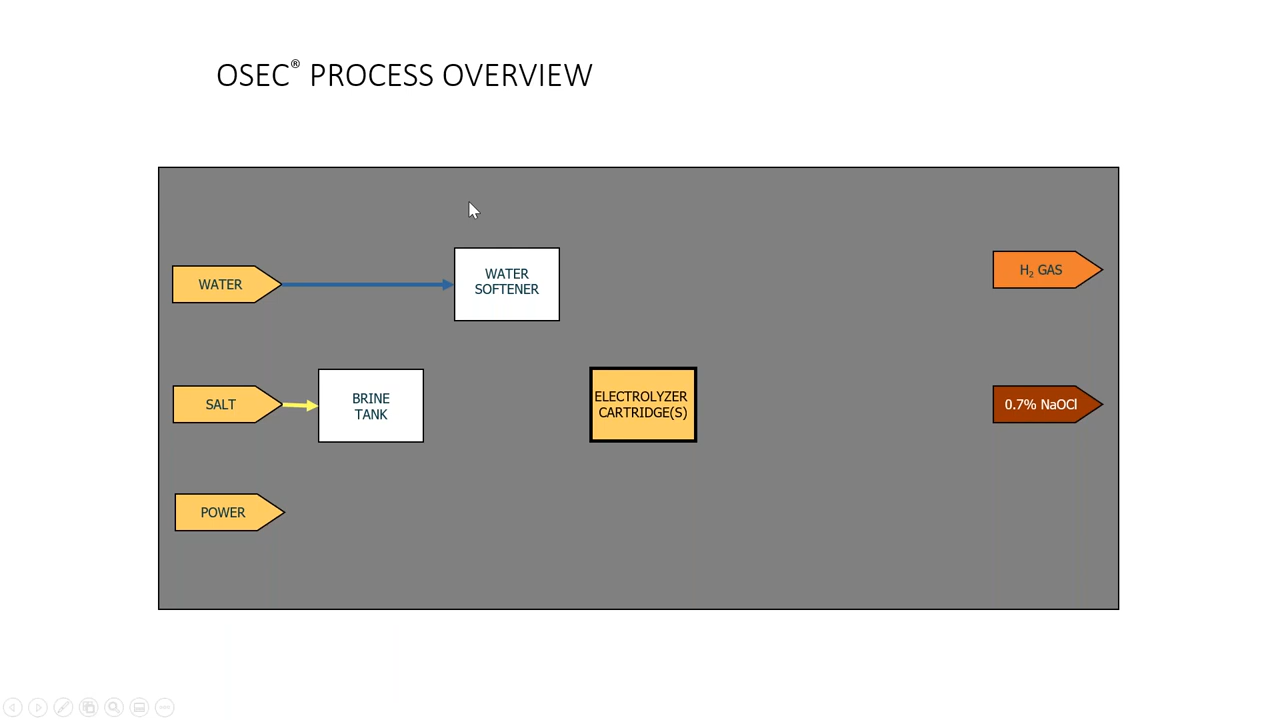 OSEC® PROCESS OVERVIEW
WATER
WATER
SOFTENER
H₂ GAS
SALT
BRINE
TANK
ELECTROLYZER
CARTRIDGE(S)
0.7% NaOCl
POWER